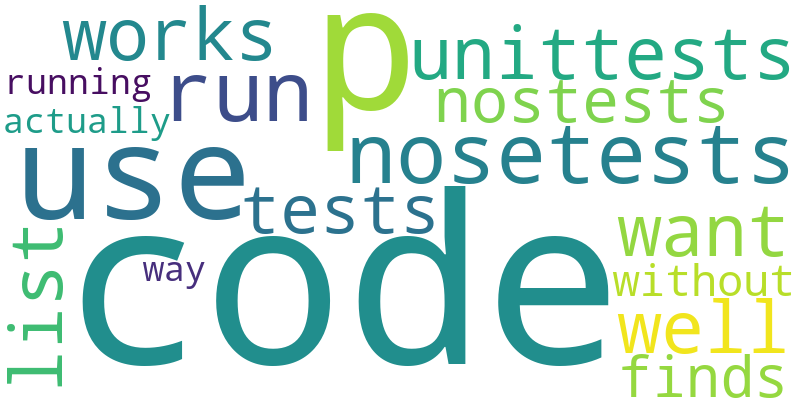 works
p
unittests
running
run
nostests
actually
nosetests
use
tests
code
want
list
way
without
well
finds